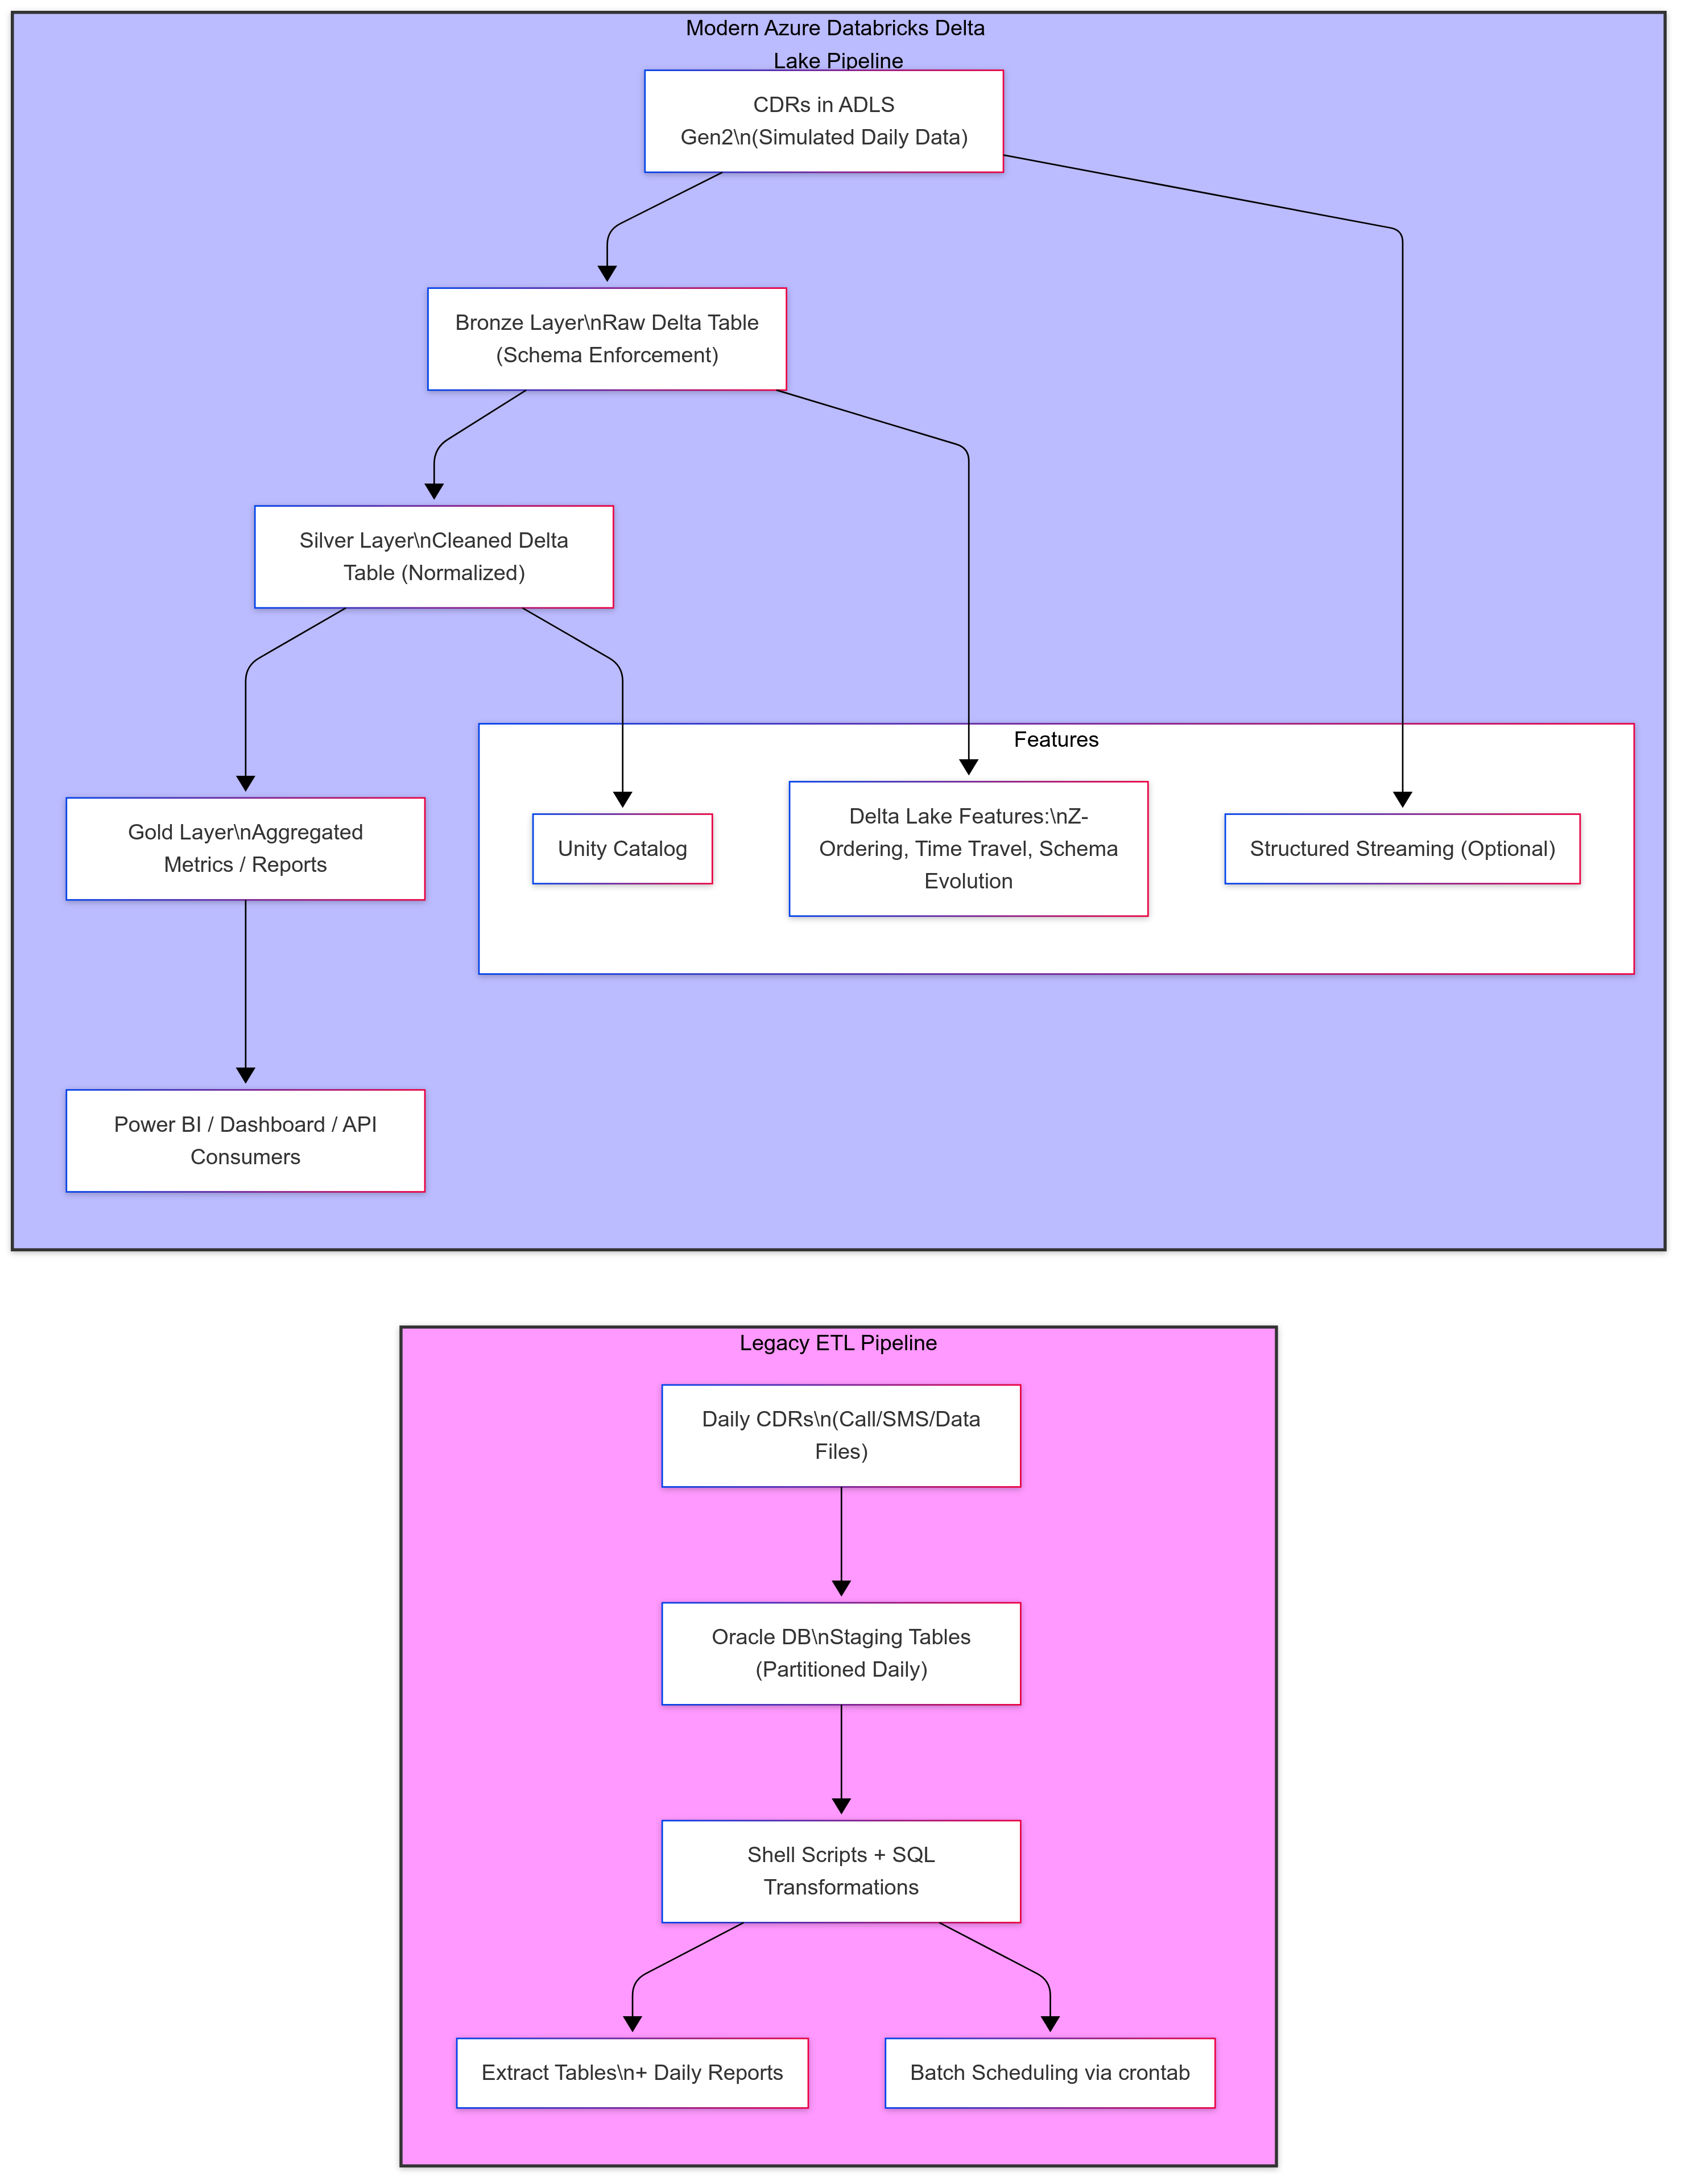 Modern Azure Databricks Delta
Lake Pipeline
CDRs in ADLS
Gen2\n(Simulated Daily Data)
Bronze Layer\nRaw Delta Table
(Schema Enforcement)
Silver Layer\nCleaned Delta
Table (Normalized)
Features
Gold Layer\nAggregated
Metrics / Reports
Unity Catalog
Delta Lake Features:\nZ-
Ordering, Time Travel, Schema
Evolution
Structured Streaming (Optional)
Power BI / Dashboard / API
Consumers
Legacy ETL Pipeline
Daily CDRs\n(Call/SMS/Data
Files)
Oracle DB\nStaging Tables
(Partitioned Daily)
Shell Scripts + SQL
Transformations
Extract Tables\n+ Daily Reports
Batch Scheduling via crontab